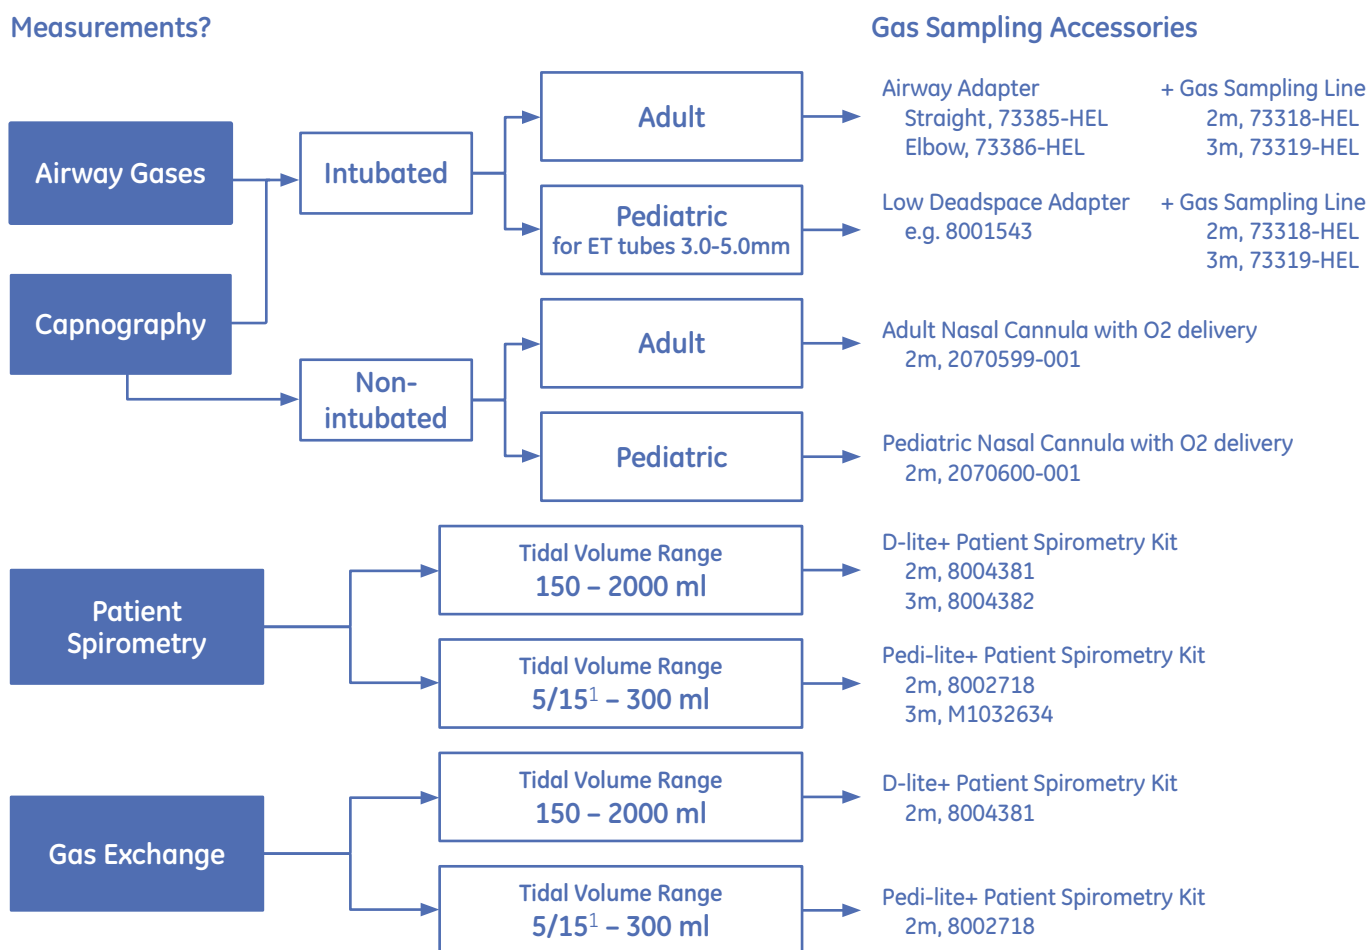 Measurements?
Gas Sampling Accessories
Airway Gases
Capnography
Intubated
Non-
intubated
Adult
Pediatric
for ET tubes 3.0-5.0mm
Adult
Pediatric
Airway Adapter
Straight, 73385-HEL
Elbow, 73386-HEL
+ Gas Sampling Line
2m, 73318-HEL
3m, 73319-HEL
Low Deadspace Adapter
e.g. 8001543
+ Gas Sampling Line
2m, 73318-HEL
3m, 73319-HEL
Adult Nasal Cannula with O2 delivery
2m, 2070599-001
Pediatric Nasal Cannula with O2 delivery
2m, 2070600-001
Patient
Spirometry
Tidal Volume Range
150 – 2000 ml
D-lite+ Patient Spirometry Kit
2m, 8004381
3m, 8004382
Tidal Volume Range
5/15¹ – 300 ml
Pedi-lite+ Patient Spirometry Kit
2m, 8002718
3m, M1032634
Gas Exchange
Tidal Volume Range
150 – 2000 ml
D-lite+ Patient Spirometry Kit
2m, 8004381
Tidal Volume Range
5/15¹ – 300 ml
Pedi-lite+ Patient Spirometry Kit
2m, 8002718